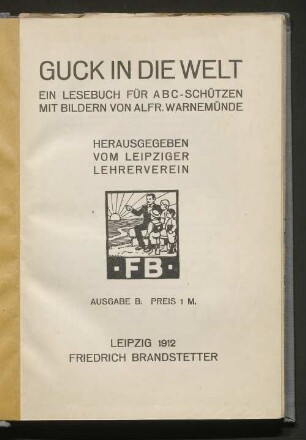 GUCK IN DIE WELT
EIN LESEBUCH FÜR ABC-SCHÜTZEN
MIT BILDERN VON ALFR. WARNEMÜNDE
HERAUSGEGEBEN
VOM LEIPZIGER
LEHRERVEREIN
·FB·
AUSGABE B. PREIS 1 M.
LEIPZIG 1912
FRIEDRICH BRANDSTETTER